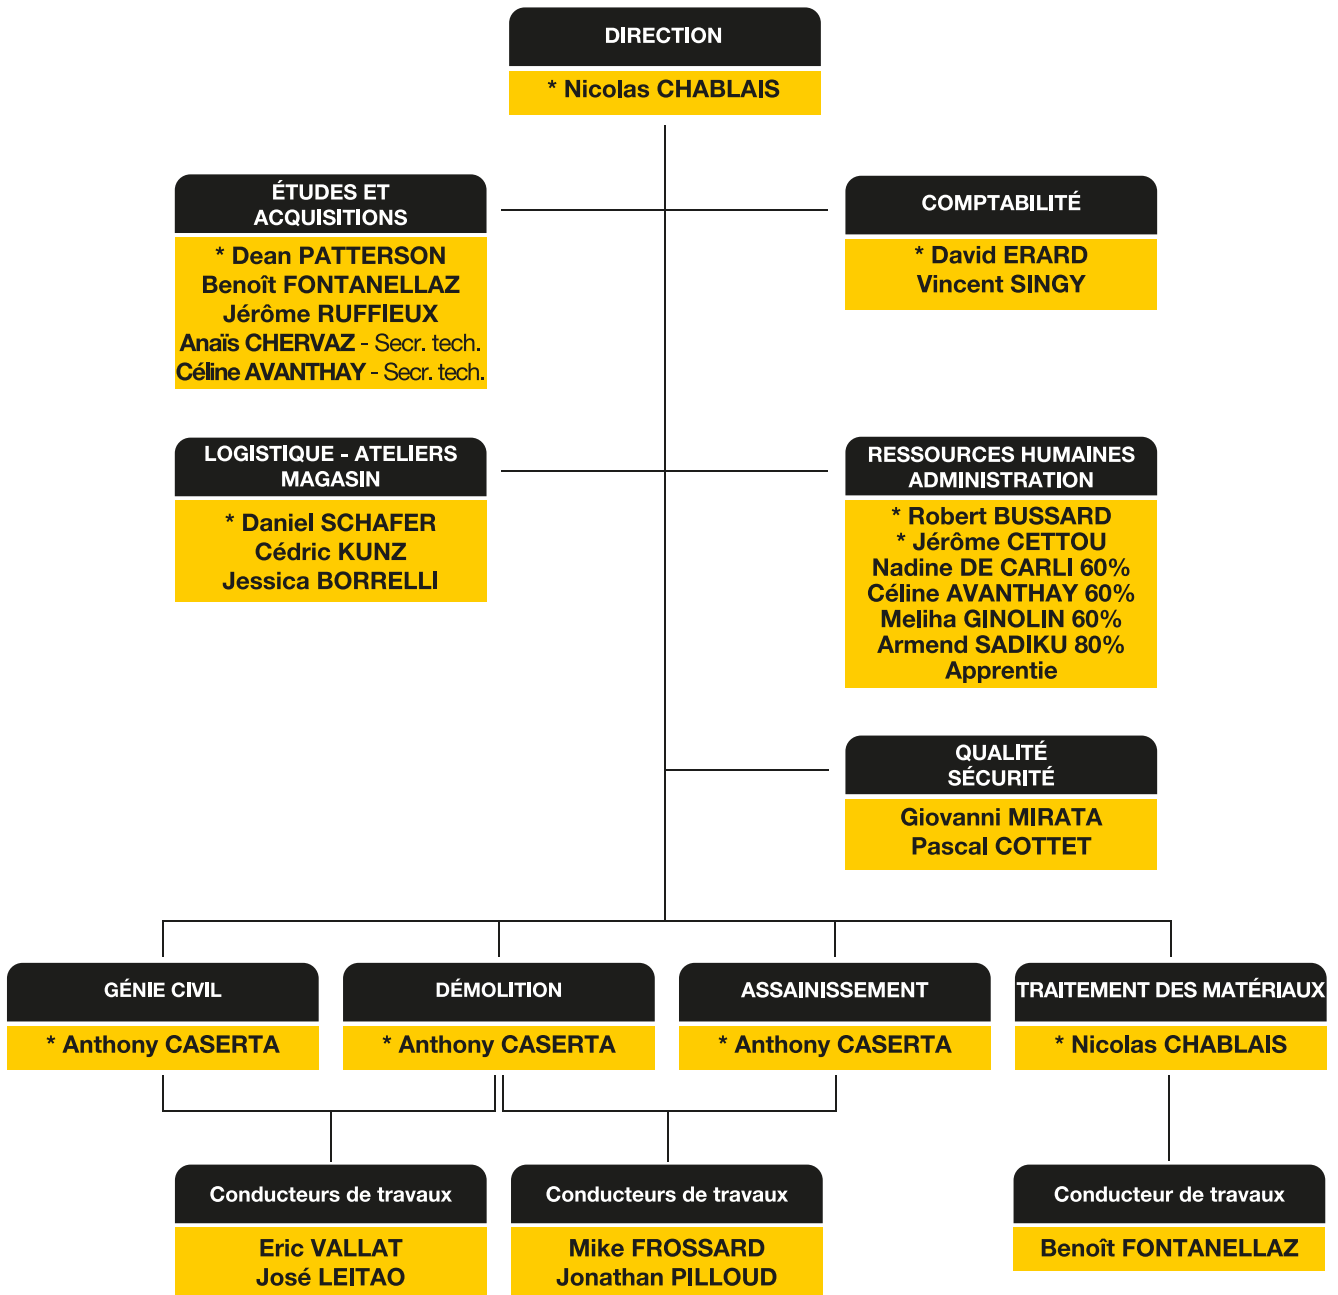 DIRECTION
* Nicolas CHABLAIS
ÉTUDES ET
ACQUISITIONS
* Dean PATTERSON
Benoît FONTANELLAZ
Jérôme RUFFIEUX
Anaïs CHERVAZ - Secr. tech.
Céline AVANTHAY - Secr. tech.
COMPTABILITÉ
* David ERARD
Vincent SINGY
LOGISTIQUE - ATELIERS
MAGASIN
* Daniel SCHAFER
Cédric KUNZ
Jessica BORRELLI
RESSOURCES HUMAINES
ADMINISTRATION
* Robert BUSSARD
* Jérôme CETTOU
Nadine DE CARLI 60%
Céline AVANTHAY 60%
Meliha GINOLIN 60%
Armend SADIKU 80%
Apprentie
QUALITÉ
SÉCURITÉ
Giovanni MIRATA
Pascal COTTET
GÉNIE CIVIL
* Anthony CASERTA
DÉMOLITION
* Anthony CASERTA
ASSAINISSEMENT
* Anthony CASERTA
TRAITEMENT DES MATÉRIAUX
* Nicolas CHABLAIS
Conducteurs de travaux
Eric VALLAT
José LEITAO
Conducteurs de travaux
Mike FROSSARD
Jonathan PILLOUD
Conducteur de travaux
Benoît FONTANELLAZ